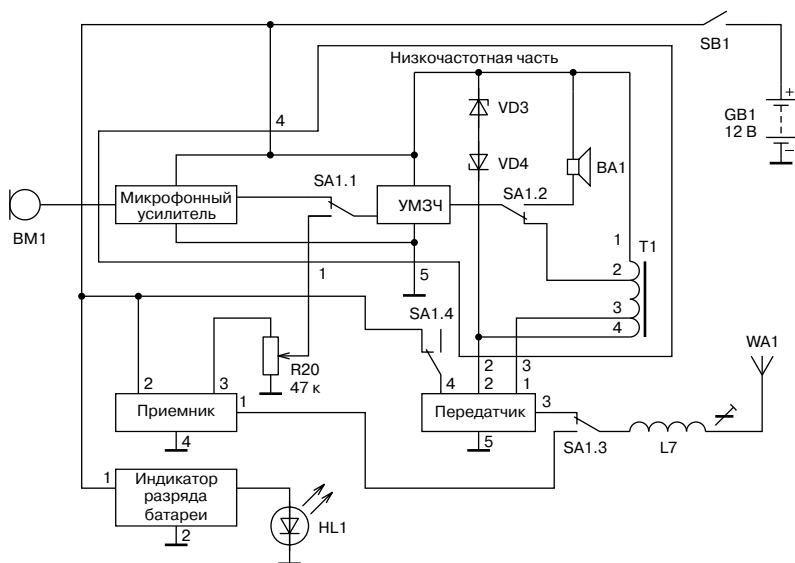 SB1
Низкочастотная часть
GB1
12 В
+
–
4
VD3
VD4
BA1
SA1.1
SA1.2
Микрофонный
усилитель
УМЗЧ
BM1
1
5
1
T1
2
3
4
SA1.4
R20
47 к
WA1
2
3
4
2
2
3
1
Приемник
1
Передатчик
3
4
5
SA1.3
L7
1
Индикатор
разряда
батареи
2
HL1